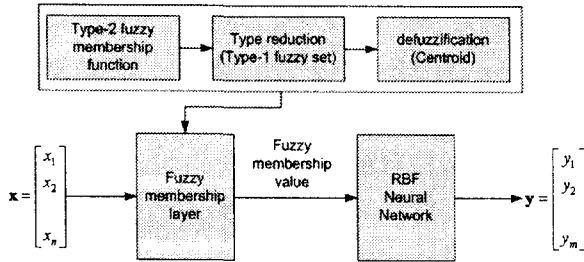 Type-2 fuzzy
membership
function
Type reduction
(Type-1 fuzzy set)
defuzzification
(Centroid)
Fuzzy
membership
layer
Fuzzy
membership
value
RBF
Neural
Network
x =
x₁
x₂
xₙ
y =
y₁
y₂
yₘ